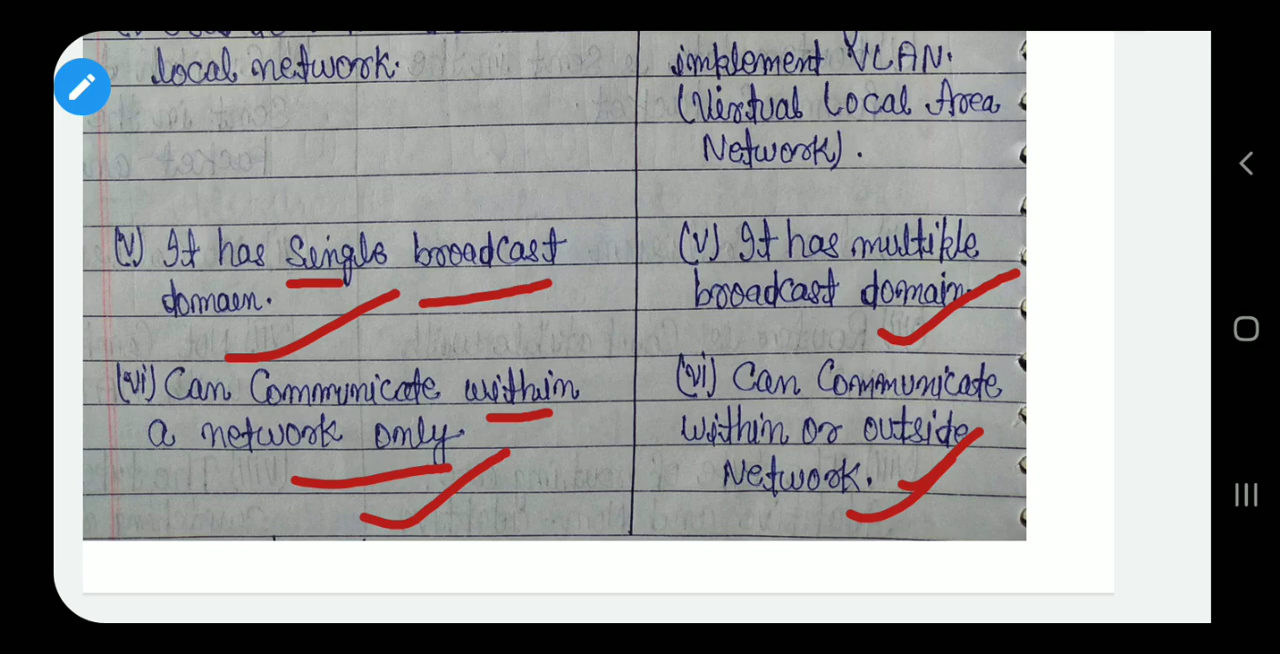 local network.
(v) It has Single broadcast
domain.
(vi) Can Communicate within
a network only.
implement VLAN.
(Virtual Local Area
Network).
(v) It has multiple
broadcast domain.
(vi) Can Communicate
within or outside
Network.